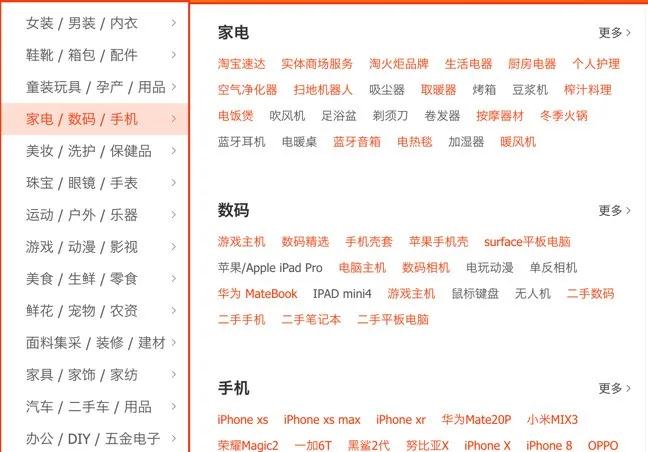 女装 / 男装 / 内衣
鞋靴 / 箱包 / 配件
童装玩具 / 孕产 / 用品
家电 / 数码 / 手机
美妆 / 洗护 / 保健品
珠宝 / 眼镜 / 手表
运动 / 户外 / 乐器
游戏 / 动漫 / 影视
美食 / 生鲜 / 零食
鲜花 / 宠物 / 农资
面料集采 / 装修 / 建材
家具 / 家饰 / 家纺
汽车 / 二手车 / 用品
办公 / DIY / 五金电子
家电 更多
淘宝速达 实体商场服务 淘火炬品牌 生活电器 厨房电器 个人护理
空气净化器 扫地机器人 吸尘器 取暖器 烤箱 豆浆机 榨汁料理
电饭煲 吹风机 足浴盆 剃须刀 卷发器 按摩器材 冬季火锅
蓝牙耳机 电暖桌 蓝牙音箱 电热毯 加湿器 暖风机
数码 更多
游戏主机 数码精选 手机壳套 苹果手机壳 surface平板电脑
苹果/Apple iPad Pro 电脑主机 数码相机 电玩动漫 单反相机
华为 MateBook IPAD mini4 游戏主机 鼠标键盘 无人机 二手数码
二手手机 二手笔记本 二手平板电脑
手机 更多
iPhone xs iPhone xs max iPhone xr 华为Mate20P 小米MIX3
荣耀Magic2 一加6T 黑鲨2代 努比亚X iPhone X iPhone 8 OPPO